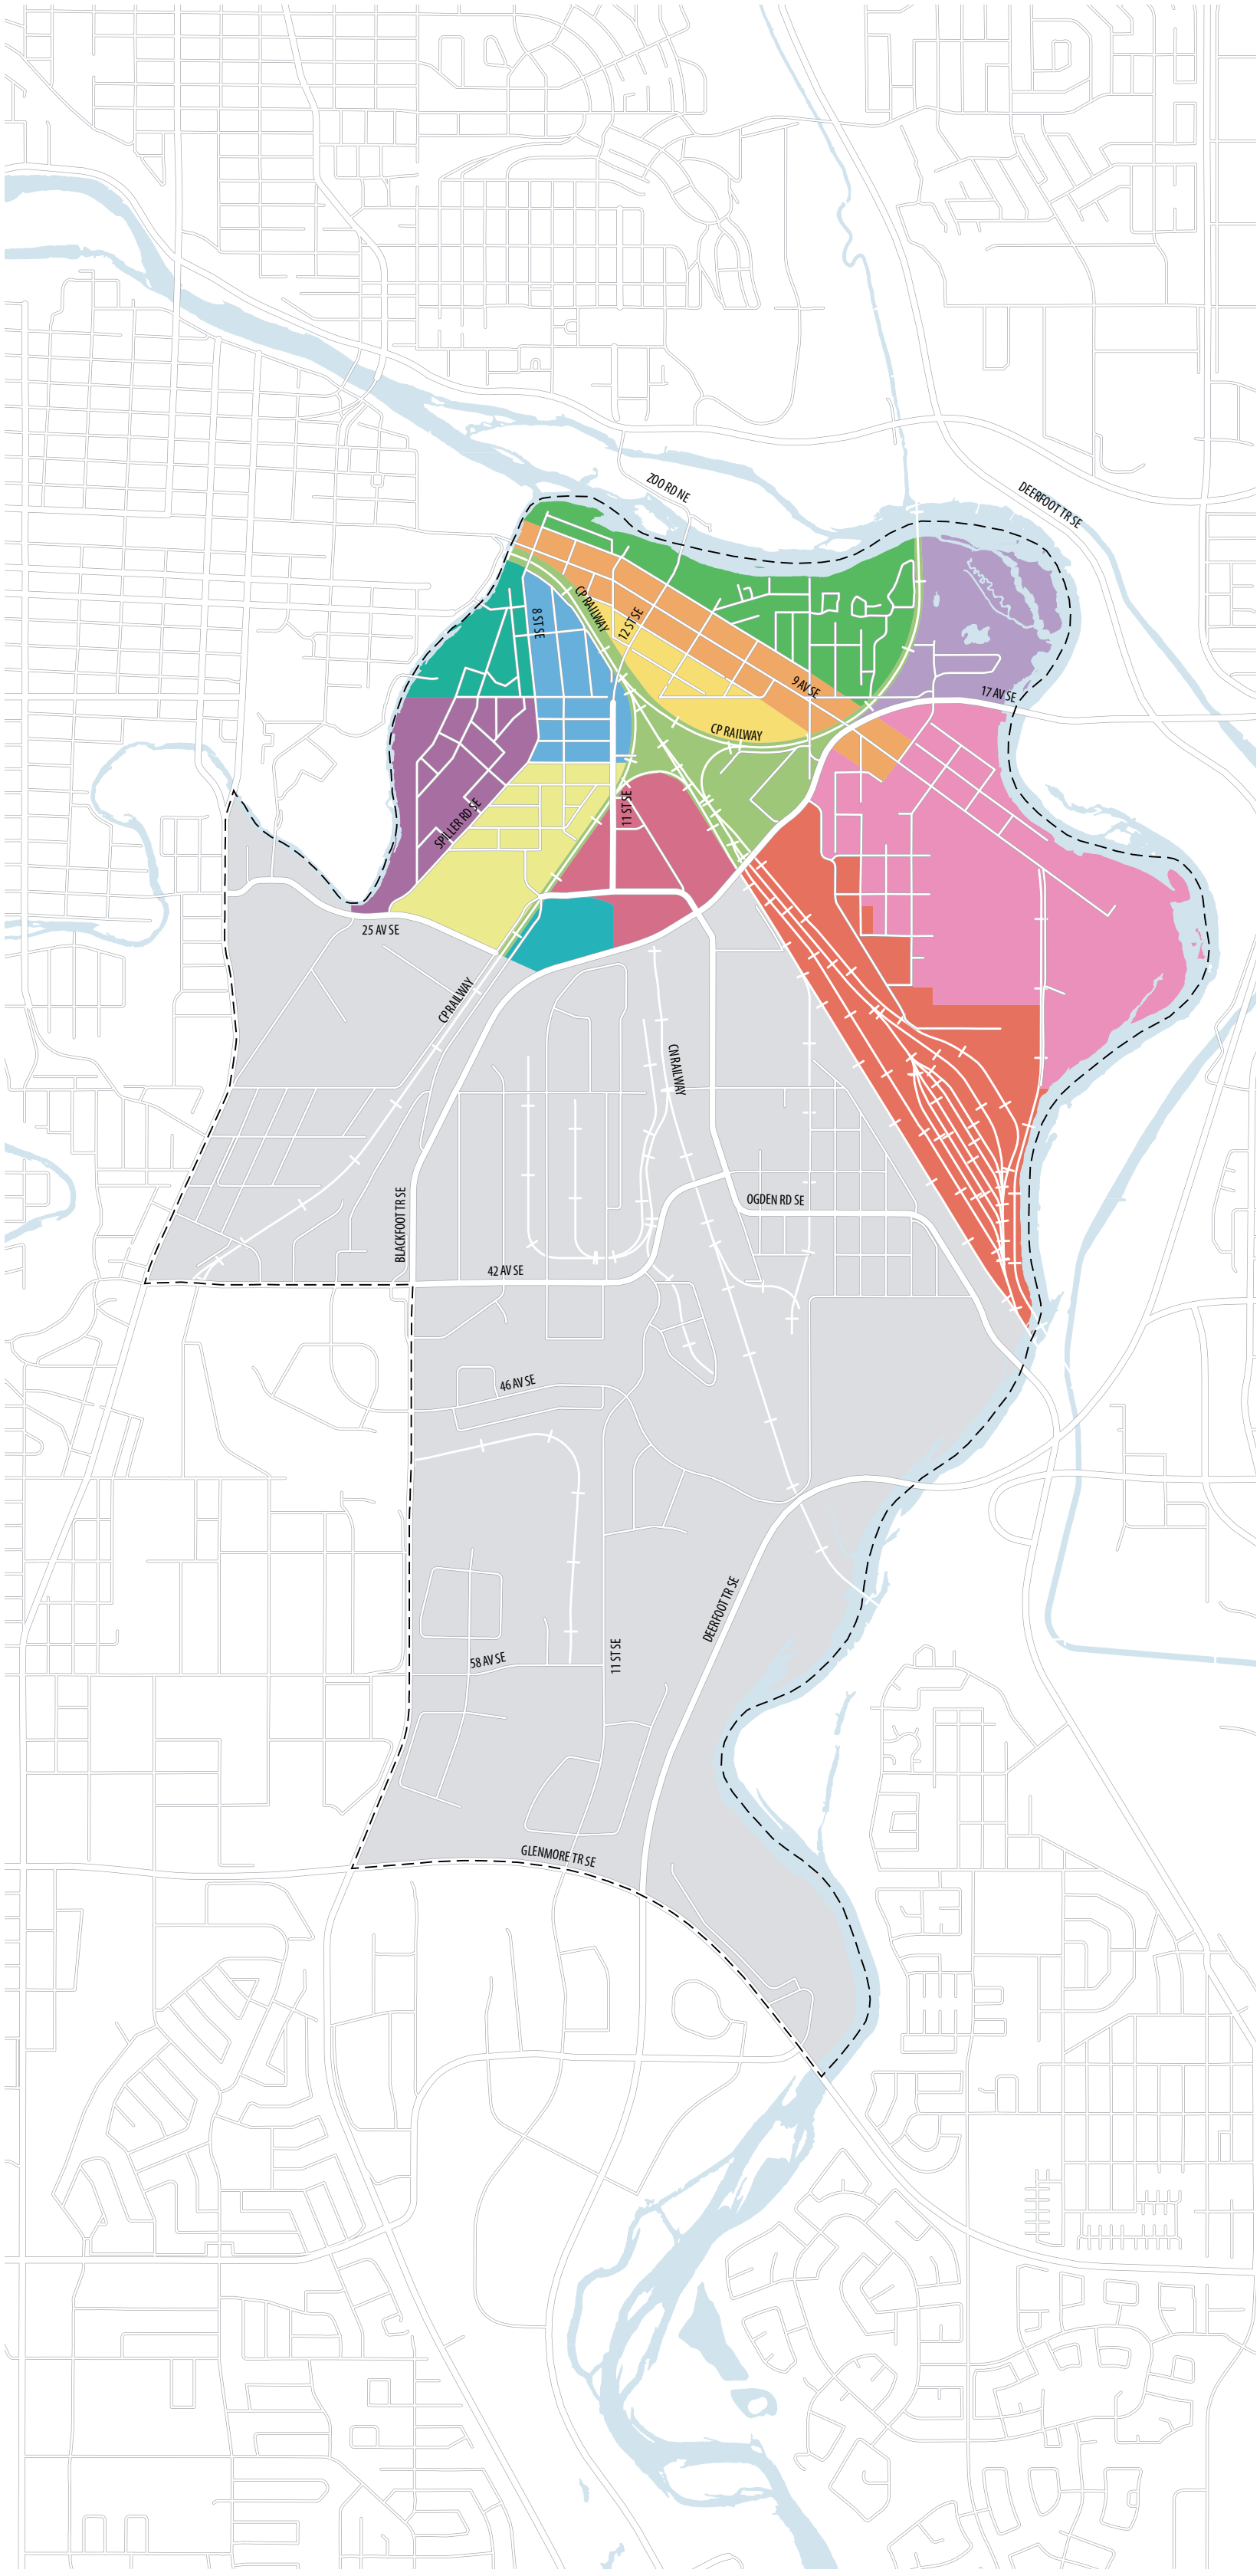 ZOO RD NE
DEERFOOT TR SE
CP RAILWAY
8 ST SE
12 ST SE
9 AV SE
17 AV SE
CP RAILWAY
11 ST SE
SPILLER RD SE
25 AV SE
CP RAILWAY
CN RAILWAY
OGDEN RD SE
BLACKFOOT TR SE
42 AV SE
46 AV SE
DEERFOOT TR SE
58 AV SE
11 ST SE
GLENMORE TR SE